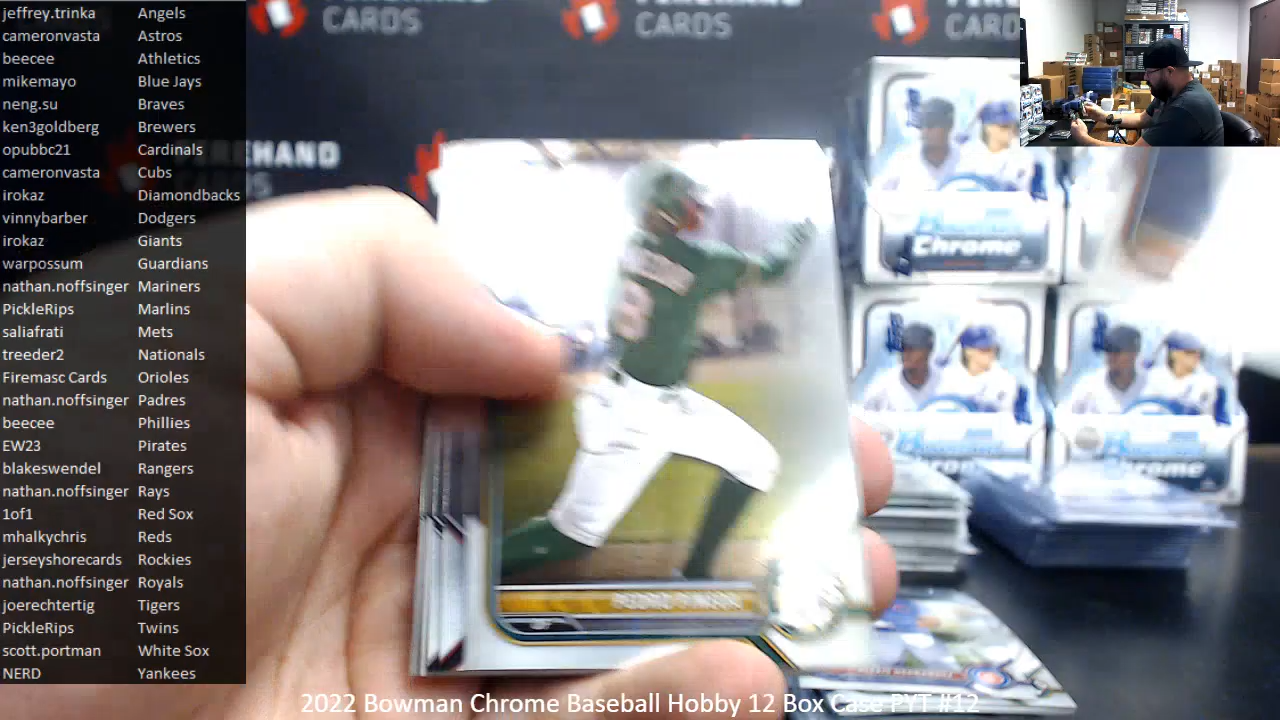 jeffrey.trinka Angels
cameronvasta Astros
beecee Athletics
mikemayo Blue Jays
neng.su Braves
ken3goldberg Brewers
opubbc21 Cardinals
cameronvasta Cubs
irokaz Diamondbacks
vinnybarber Dodgers
irokaz Giants
warpossum Guardians
nathan.noffsinger Mariners
PickleRips Marlins
saliafrati Mets
treeder2 Nationals
Firemasc Cards Orioles
nathan.noffsinger Padres
beecee Phillies
EW23 Pirates
blakeswendel Rangers
nathan.noffsinger Rays
1of1 Red Sox
mhalkychris Reds
jerseyshorecards Rockies
nathan.noffsinger Royals
joerechtertig Tigers
PickleRips Twins
scott.portman White Sox
NERD Yankees
CARDS
CARDS
CARD
FIREHAND
CARDS
Chrome
2022 Bowman Chrome Baseball Hobby 12 Box Case PYT #12